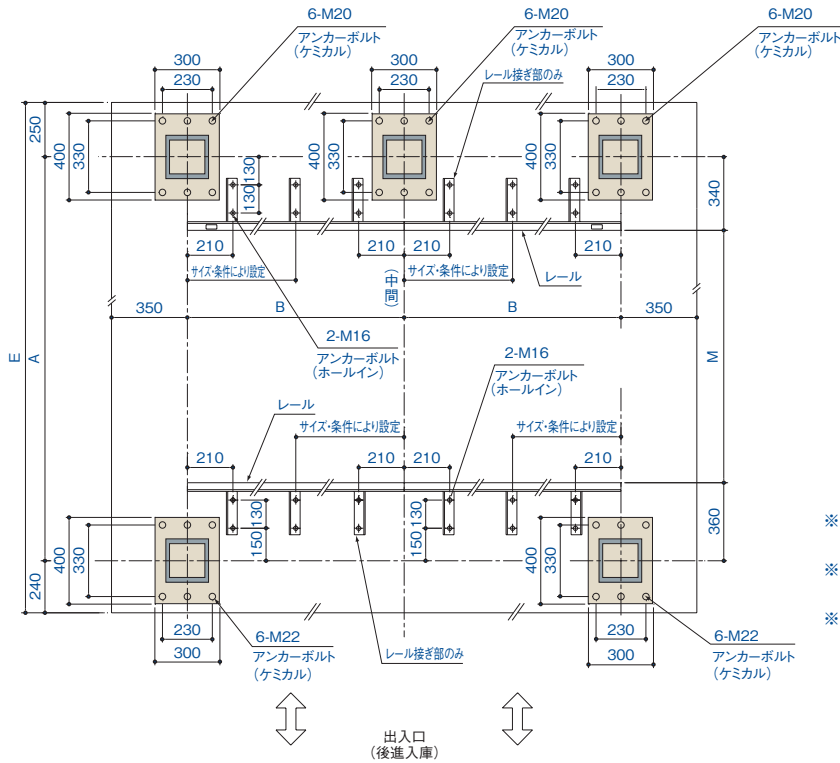 6-M20
アンカーボルト
(ケミカル)
6-M20
アンカーボルト
(ケミカル)
6-M20
アンカーボルト
(ケミカル)
300
230
300
230
レール接ぎ部のみ
300
230
250
400
330
400
330
400
330
130
130
340
210
210
210
210
サイズ・条件により設定
(中間)
サイズ・条件により設定
レール
350
B
B
350
E
A
M
2-M16
アンカーボルト
(ホールイン)
2-M16
アンカーボルト
(ホールイン)
レール
サイズ・条件により設定
サイズ・条件により設定
210
210
210
210
130
150
130
150
360
400
330
400
330
240
※
※
※
230
300
6-M22
アンカーボルト
(ケミカル)
レール接ぎ部のみ
230
300
6-M22
アンカーボルト
(ケミカル)
出入口
(後進入庫)